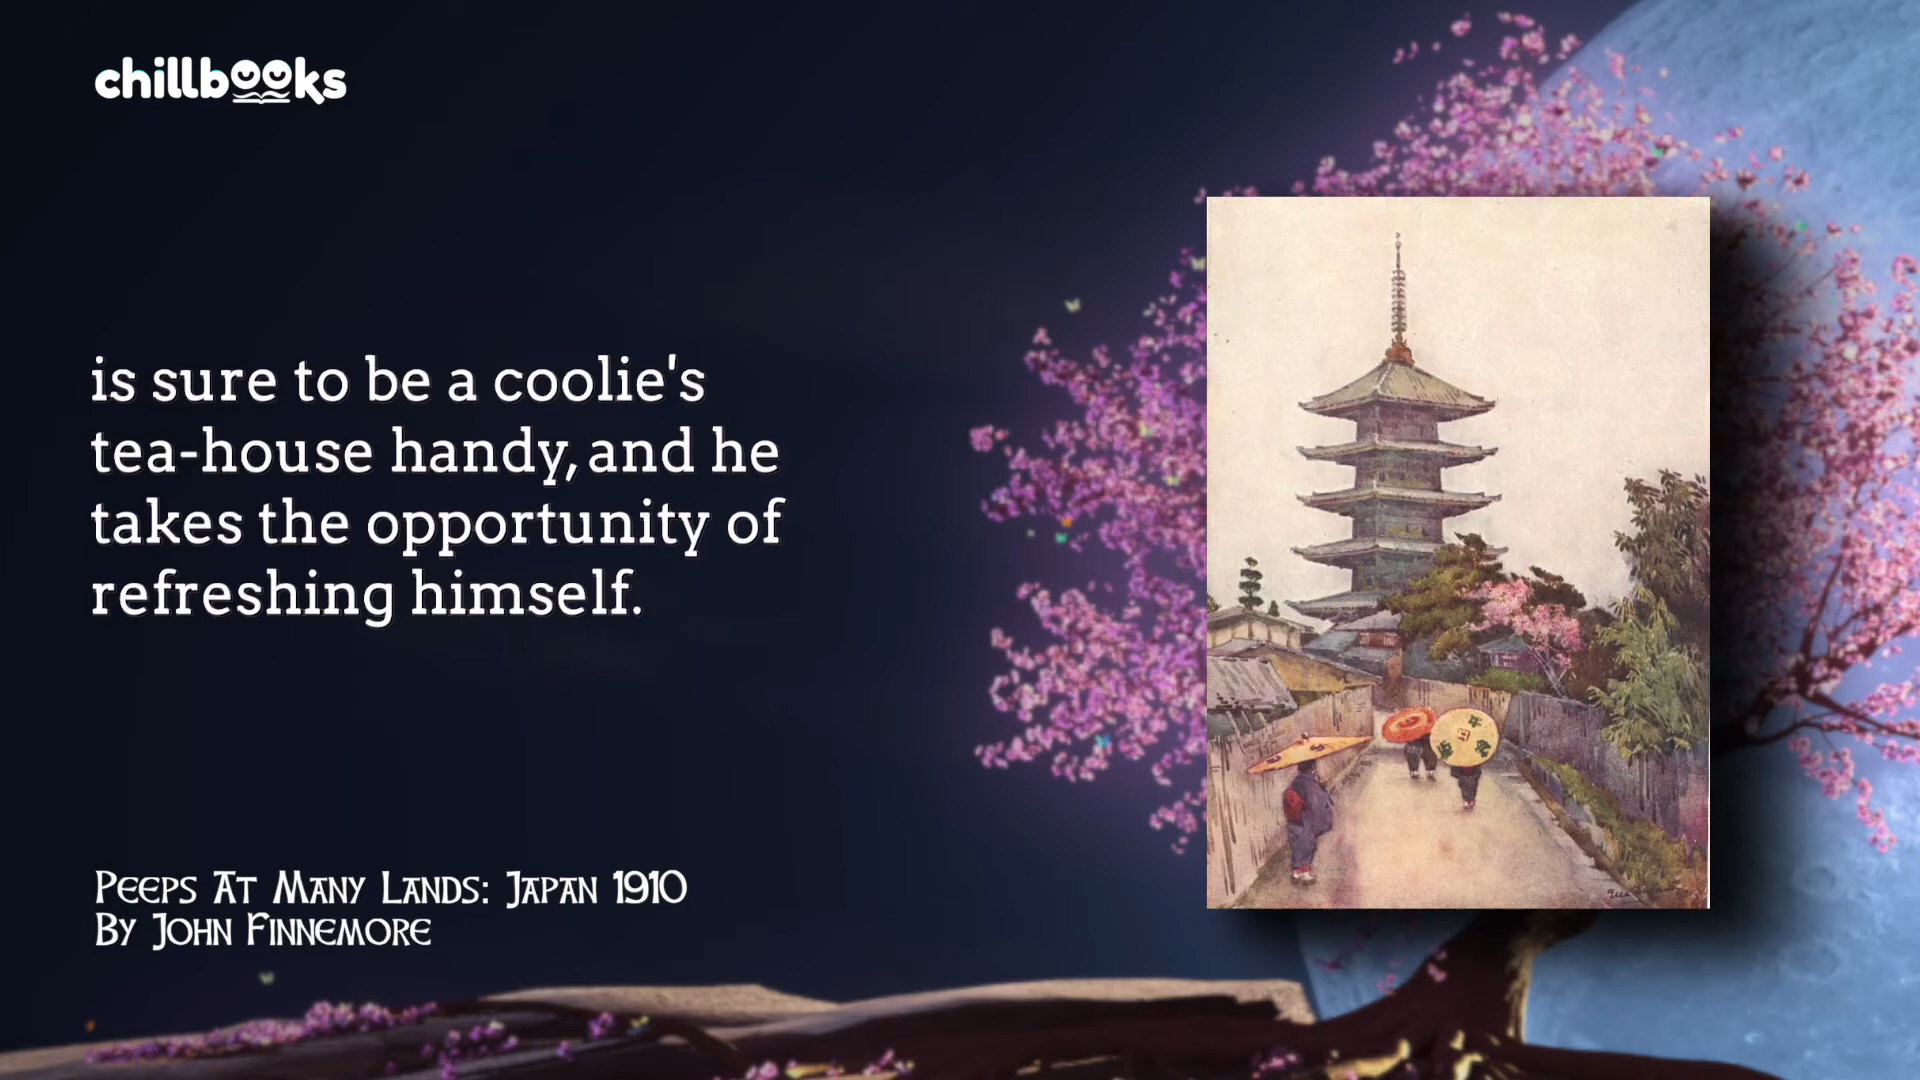 chillbooks
is sure to be a coolie's
tea-house handy, and he
takes the opportunity of
refreshing himself.
Peeps At Many Lands: Japan 1910
By John Finnemore